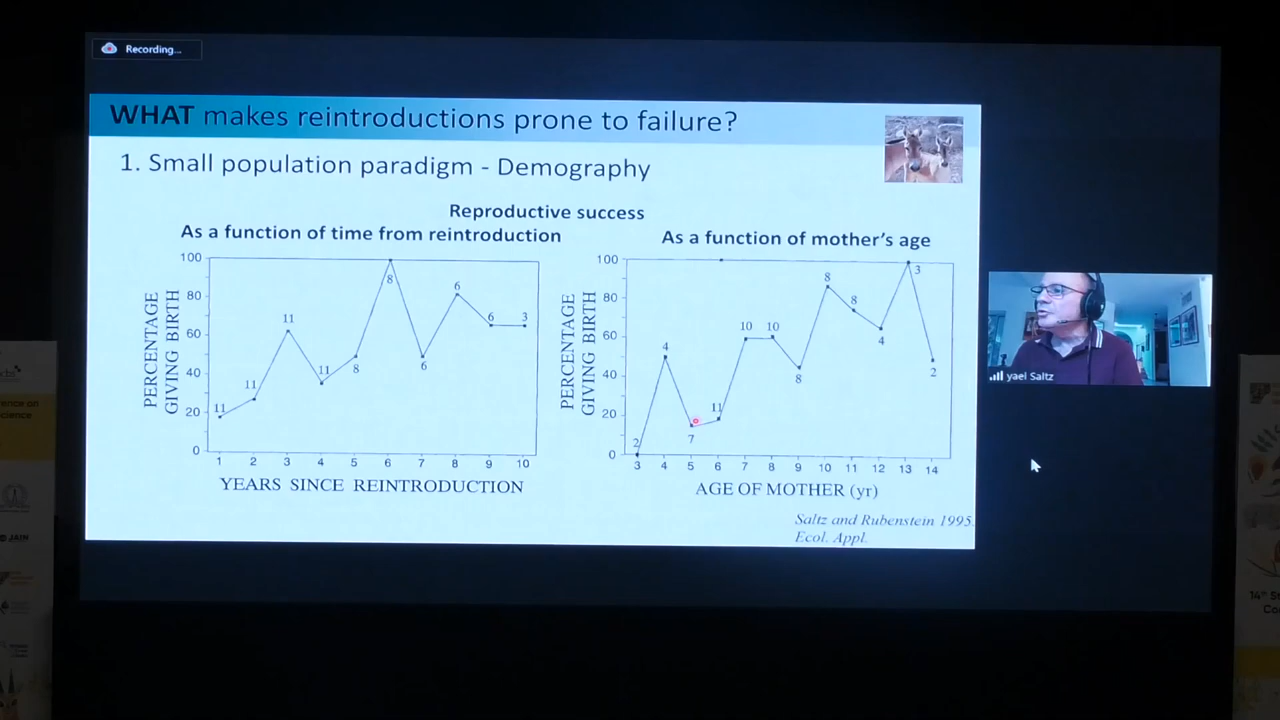 Recording...
WHAT makes reintroductions prone to failure?
1. Small population paradigm - Demography
Reproductive success
As a function of time from reintroduction
As a function of mother's age
PERCENTAGE
GIVING BIRTH
100
80
60
40
20
0
11
11
11
11
8
8
6
6
6
3
1 2 3 4 5 6 7 8 9 10
YEARS SINCE REINTRODUCTION
PERCENTAGE
GIVING BIRTH
100
80
60
40
20
0
2
4
7
11
10
10
8
8
8
4
3
2
3 4 5 6 7 8 9 10 11 12 13 14
AGE OF MOTHER (yr)
Saltz and Rubenstein 1995.
Ecol. Appl.
yael Saltz
JAIN
14th